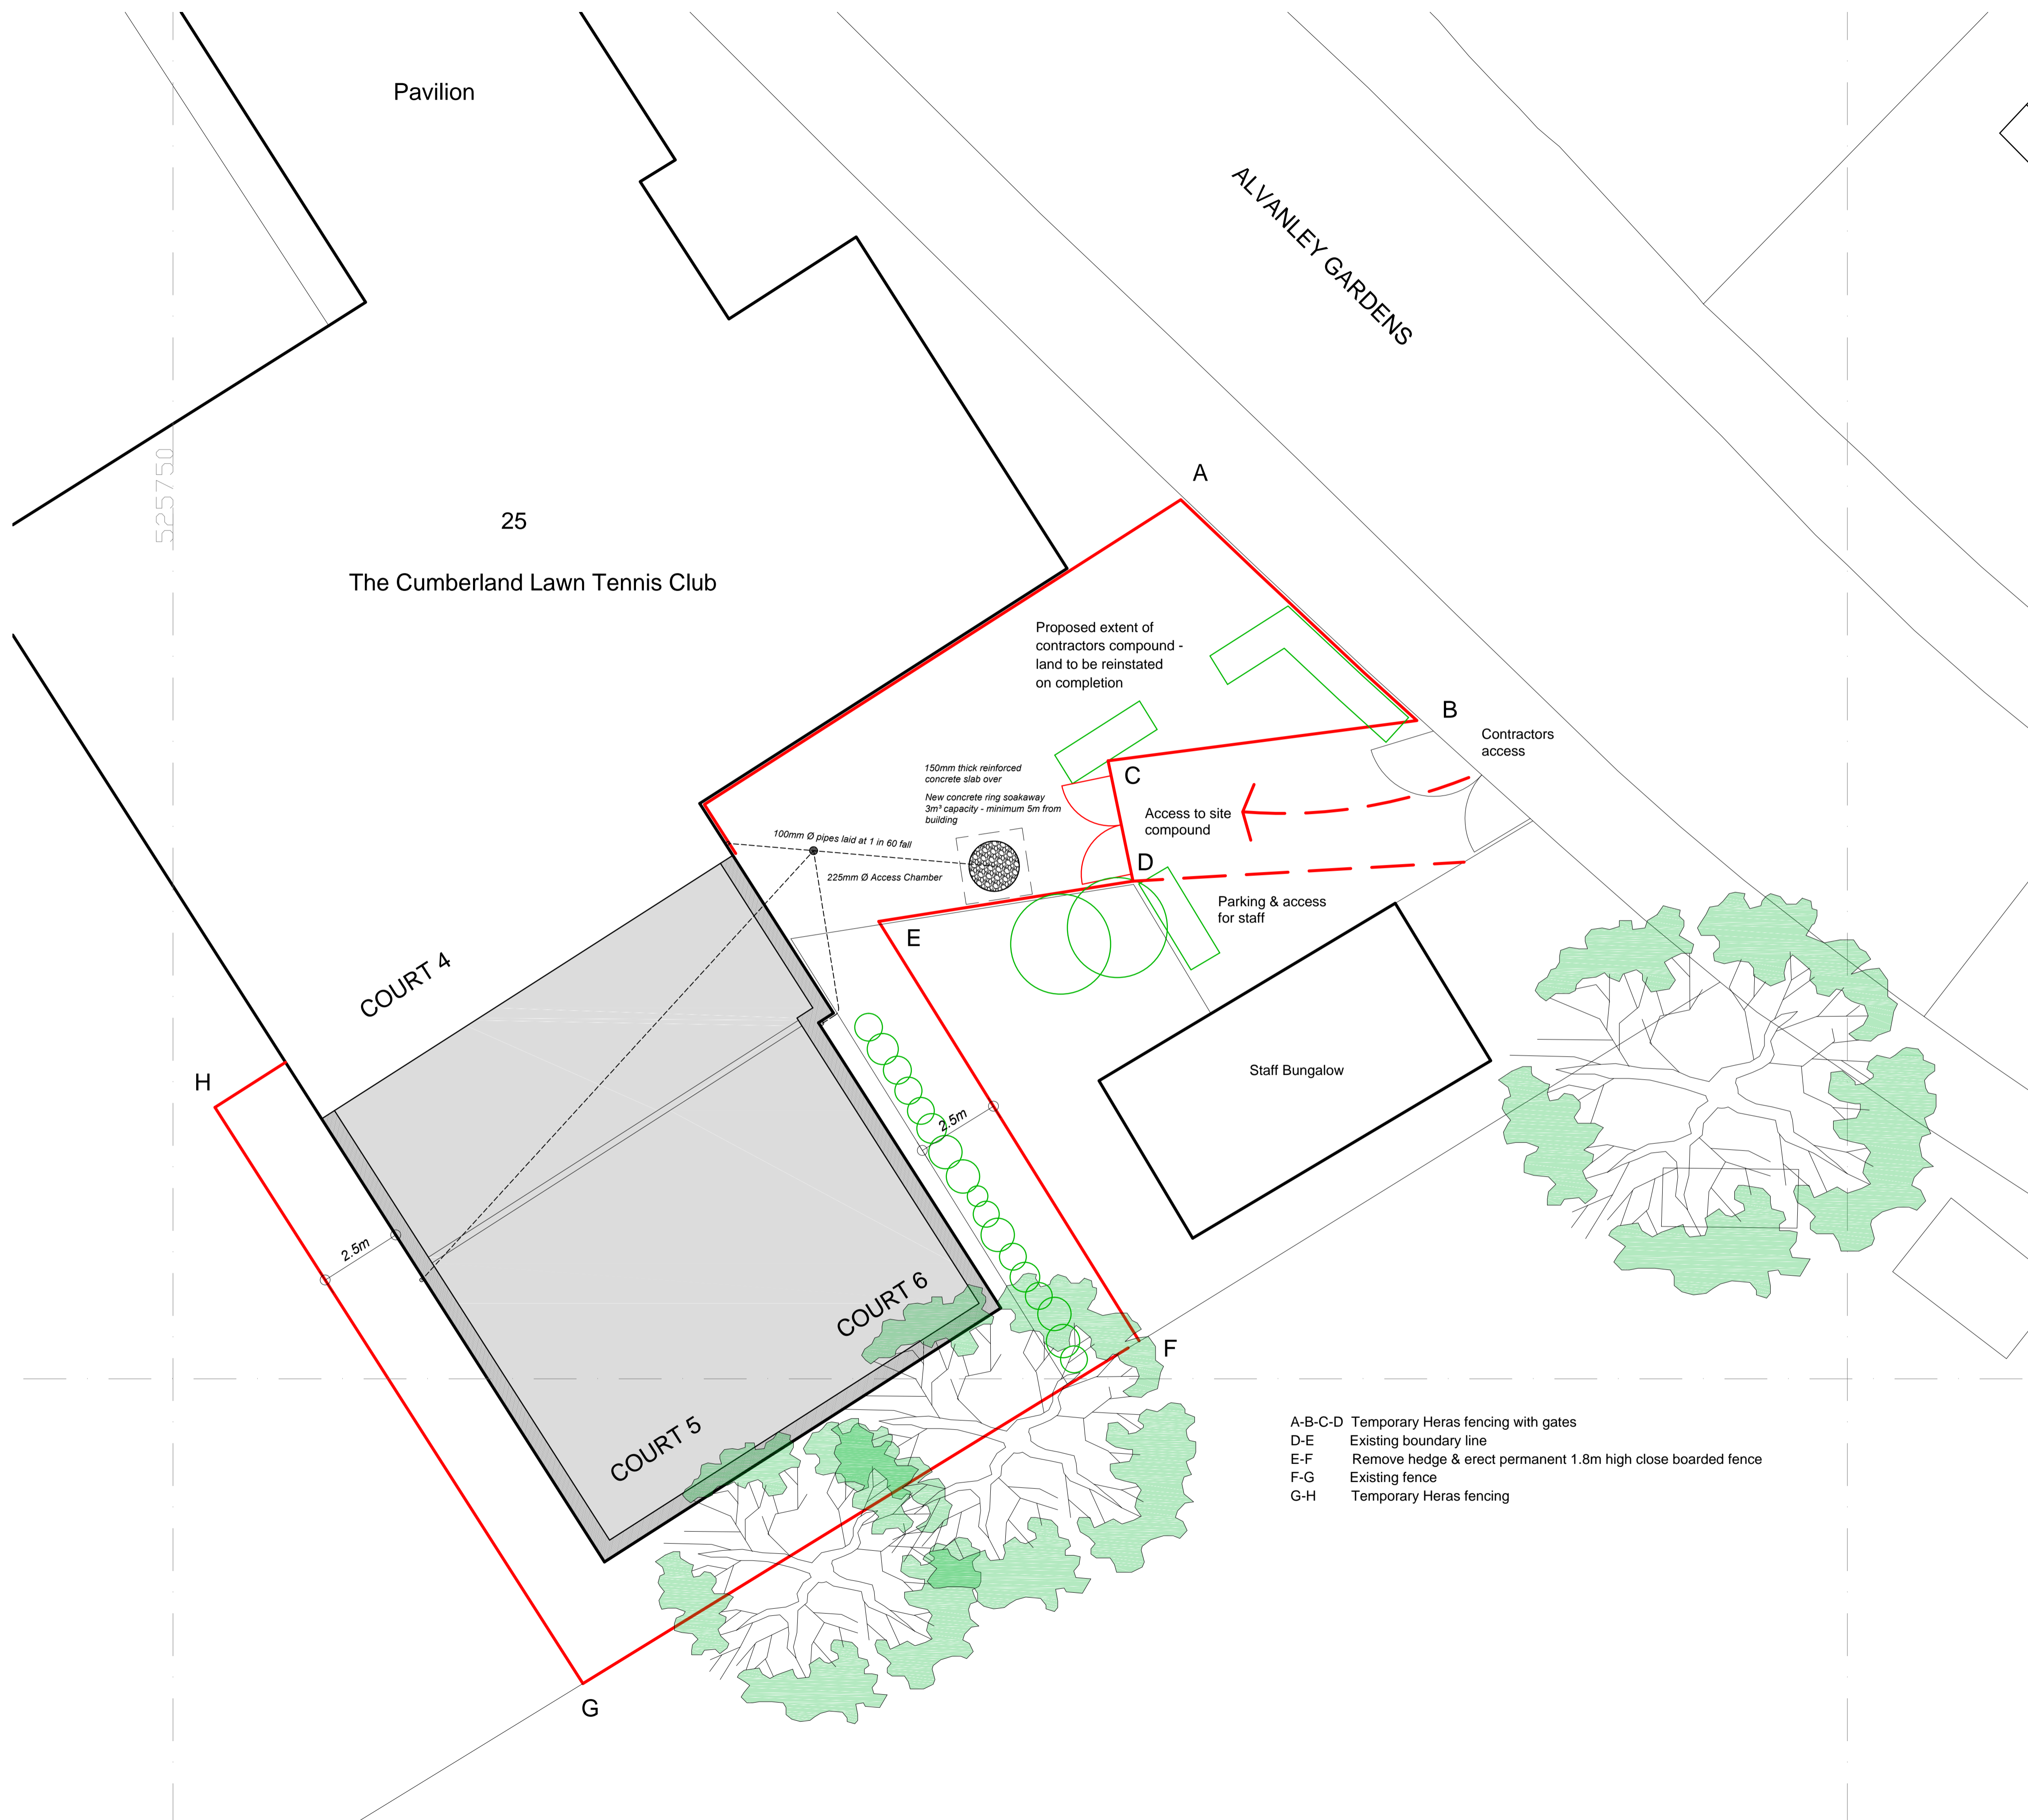 Pavilion
ALVANLEY GARDENS
525750
A
25
The Cumberland Lawn Tennis Club
Proposed extent of
contractors compound -
land to be reinstated
on completion
B
Contractors
access
150mm thick reinforced
concrete slab over
New concrete ring soakaway
3m³ capacity - minimum 5m from
building
C
Access to site
compound
100mm Ø pipes laid at 1 in 60 fall
225mm Ø Access Chamber
D
Parking & access
for staff
E
COURT 4
H
Staff Bungalow
2.5m
2.5m
COURT 6
F
COURT 5
G
A-B-C-D Temporary Heras fencing with gates
D-E Existing boundary line
E-F Remove hedge & erect permanent 1.8m high close boarded fence
F-G Existing fence
G-H Temporary Heras fencing